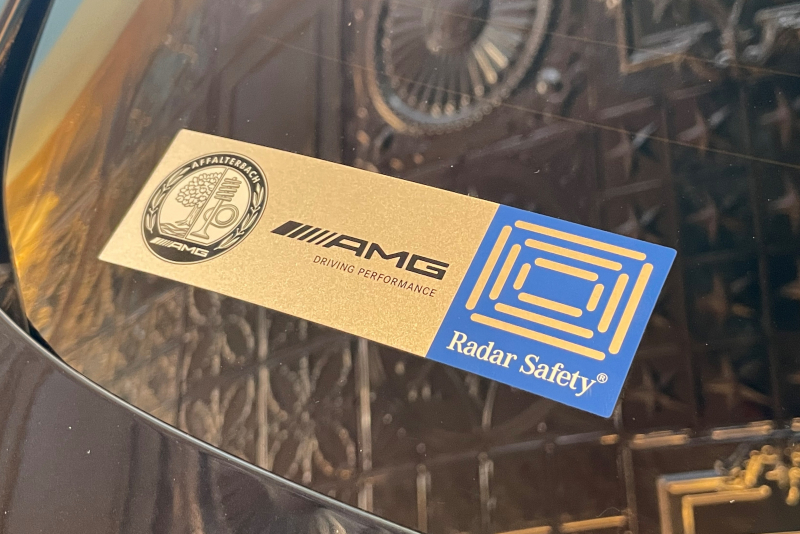 AFFALTERBACH
AMG
AMG
DRIVING PERFORMANCE
Radar Safety®